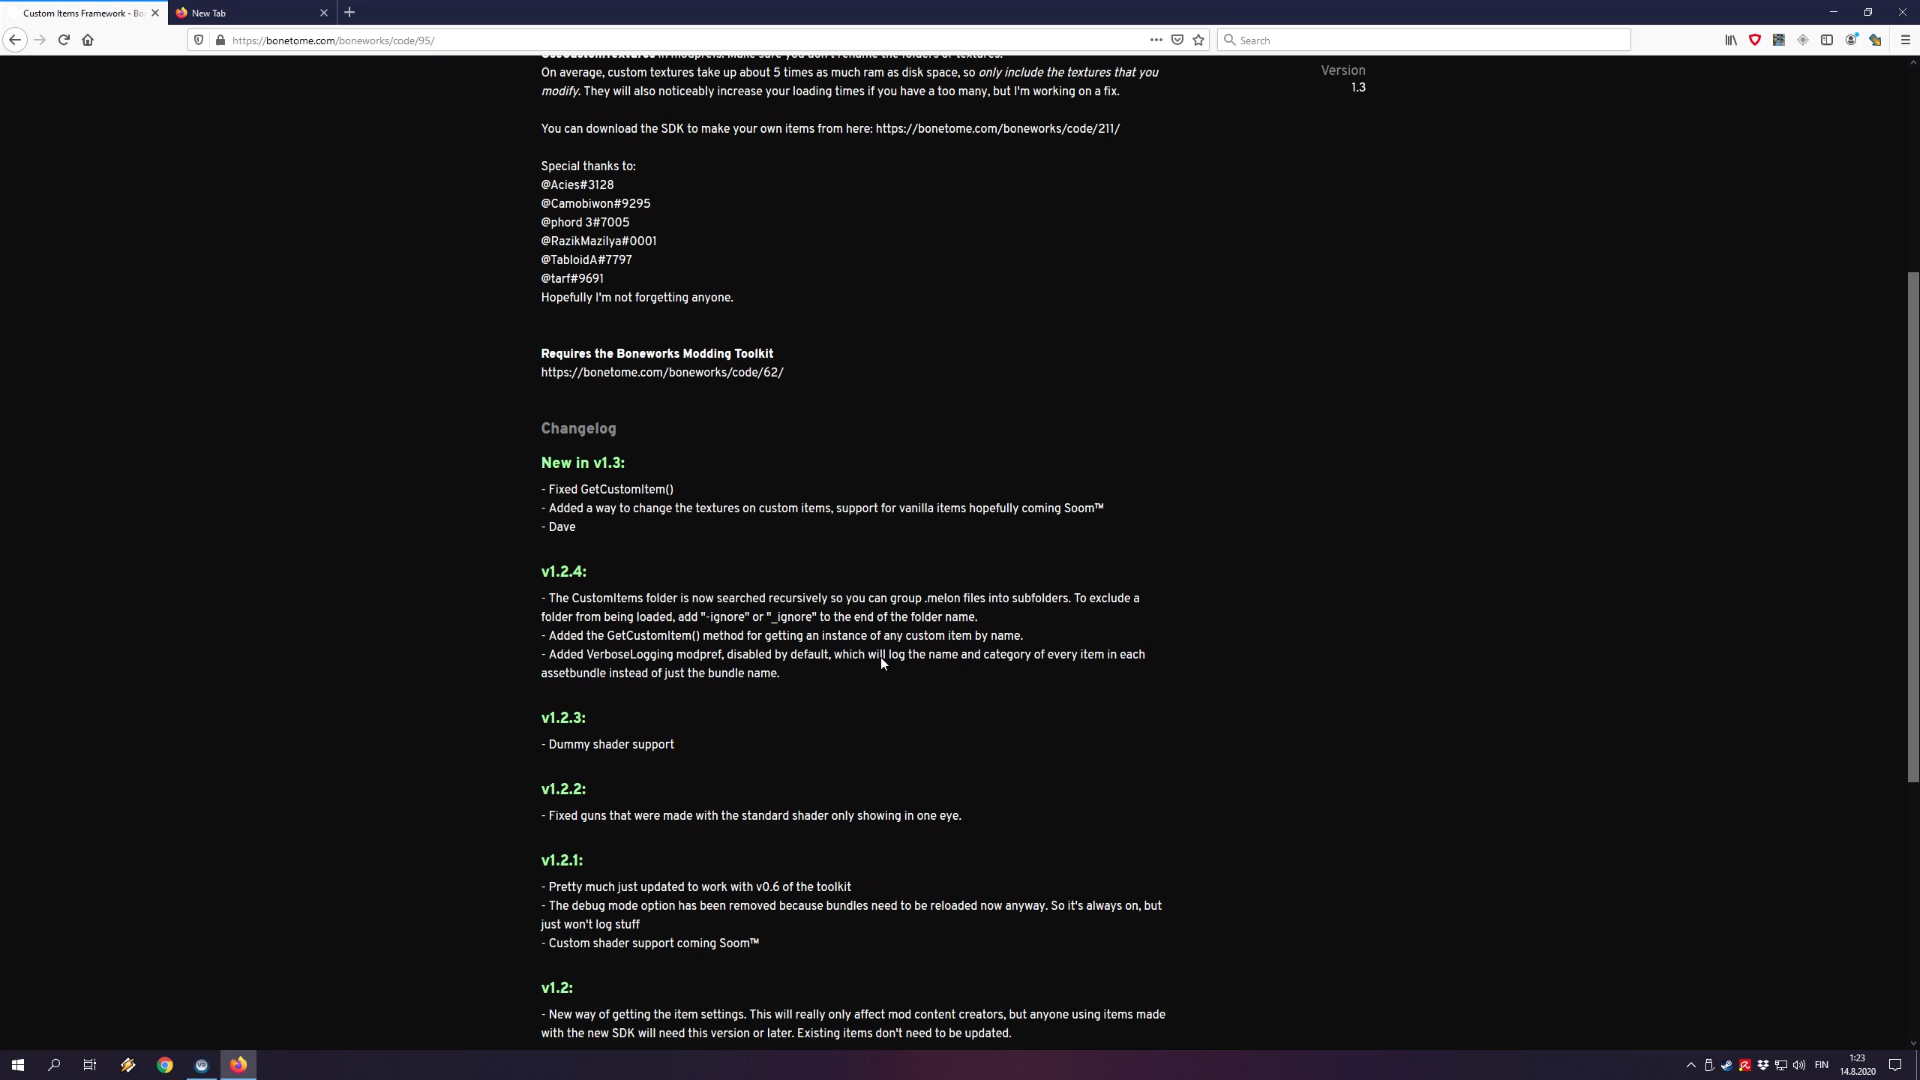 Custom Items Framework - Bo
New Tab
https://bonetome.com/boneworks/code/95/
Search
in modprefs. Make sure you don't rename the folders or textures.
On average, custom textures take up about 5 times as much ram as disk space, so only include the textures that you
modify. They will also noticeably increase your loading times if you have a too many, but I'm working on a fix.
Version
1.3
You can download the SDK to make your own items from here: https://bonetome.com/boneworks/code/211/
Special thanks to:
@Acies#3128
@Camobiwon#9295
@phord 3#7005
@RazikMazilya#0001
@TabloidA#7797
@tarf#9691
Hopefully I'm not forgetting anyone.
Requires the Boneworks Modding Toolkit
https://bonetome.com/boneworks/code/62/
Changelog
New in v1.3:
- Fixed GetCustomItem()
- Added a way to change the textures on custom items, support for vanilla items hopefully coming Soom™
- Dave
v1.2.4:
- The CustomItems folder is now searched recursively so you can group .melon files into subfolders. To exclude a
folder from being loaded, add "-ignore" or "_ignore" to the end of the folder name.
- Added the GetCustomItem() method for getting an instance of any custom item by name.
- Added VerboseLogging modpref, disabled by default, which will log the name and category of every item in each
assetbundle instead of just the bundle name.
v1.2.3:
- Dummy shader support
v1.2.2:
- Fixed guns that were made with the standard shader only showing in one eye.
v1.2.1:
- Pretty much just updated to work with v0.6 of the toolkit
- The debug mode option has been removed because bundles need to be reloaded now anyway. So it's always on, but
just won't log stuff
- Custom shader support coming Soom™
v1.2:
- New way of getting the item settings. This will really only affect mod content creators, but anyone using items made
with the new SDK will need this version or later. Existing items don't need to be updated.
FIN
1:23
14.8.2020